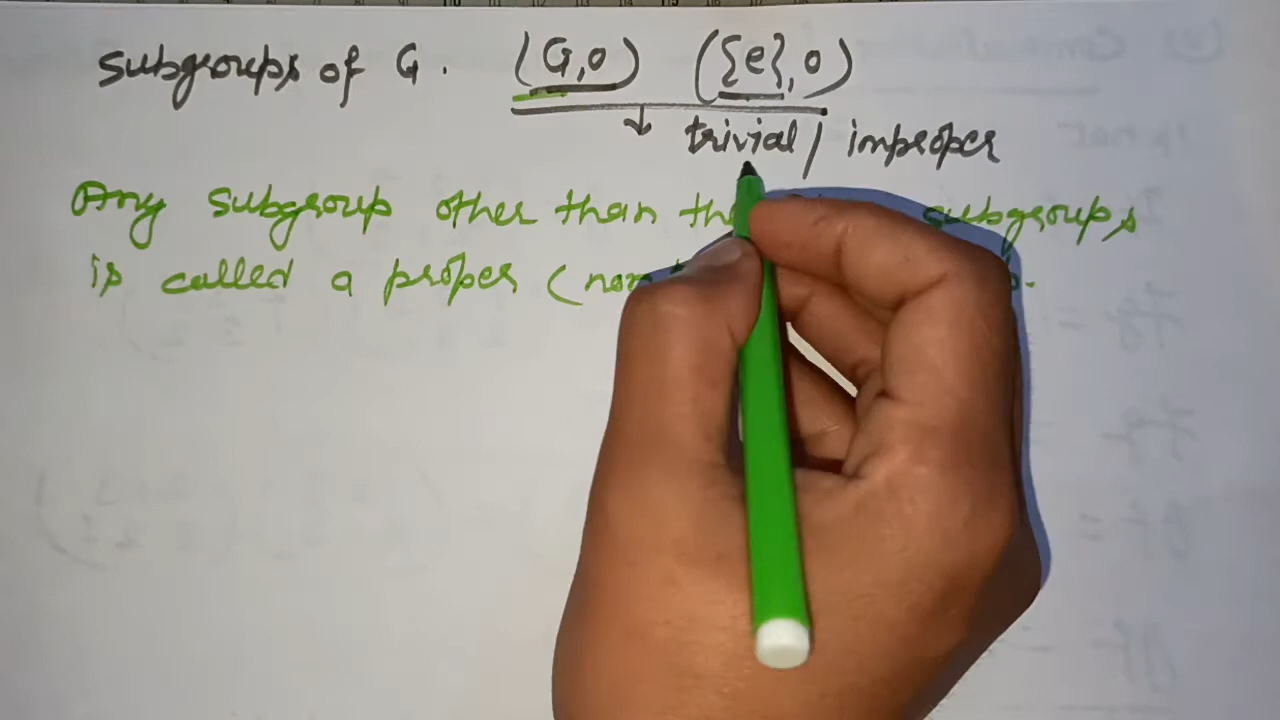 subgroups of G. (G,o) ({e},o)
↓ trivial / improper
Any subgroup other than the subgroups
is called a proper (non